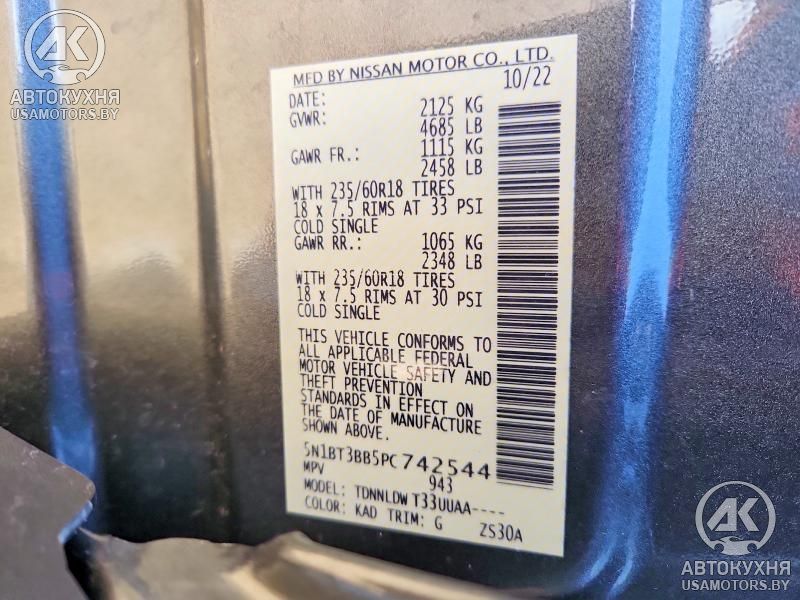 АК
АВТОКУХНЯ
USAMOTORS.BY
MFD BY NISSAN MOTOR CO., LTD.
DATE: 10/22
GVWR: 2125 KG
4685 LB
GAWR FR.: 1115 KG
2458 LB
WITH 235/60R18 TIRES
18 x 7.5 RIMS AT 33 PSI
COLD SINGLE
GAWR RR.: 1065 KG
2348 LB
WITH 235/60R18 TIRES
18 x 7.5 RIMS AT 30 PSI
COLD SINGLE
THIS VEHICLE CONFORMS TO
ALL APPLICABLE FEDERAL
MOTOR VEHICLE SAFETY AND
THEFT PREVENTION
STANDARDS IN EFFECT ON
THE DATE OF MANUFACTURE
SHOWN ABOVE.
5N1BT3BB5PC742544
MPV 943
MODEL: TDNNLDWT33UUAA----
COLOR: KAD TRIM: G ZS30A
АК
АВТОКУХНЯ
USAMOTORS.BY